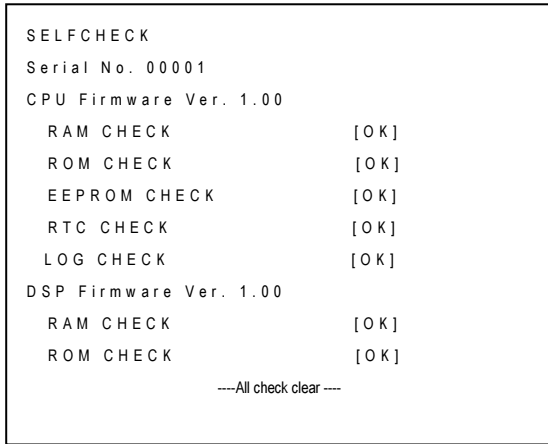 SELFCHECK
Serial No. 00001
CPU Firmware Ver. 1.00
RAM CHECK [OK]
ROM CHECK [OK]
EEPROM CHECK [OK]
RTC CHECK [OK]
LOG CHECK [OK]
DSP Firmware Ver. 1.00
RAM CHECK [OK]
ROM CHECK [OK]
----All check clear ----